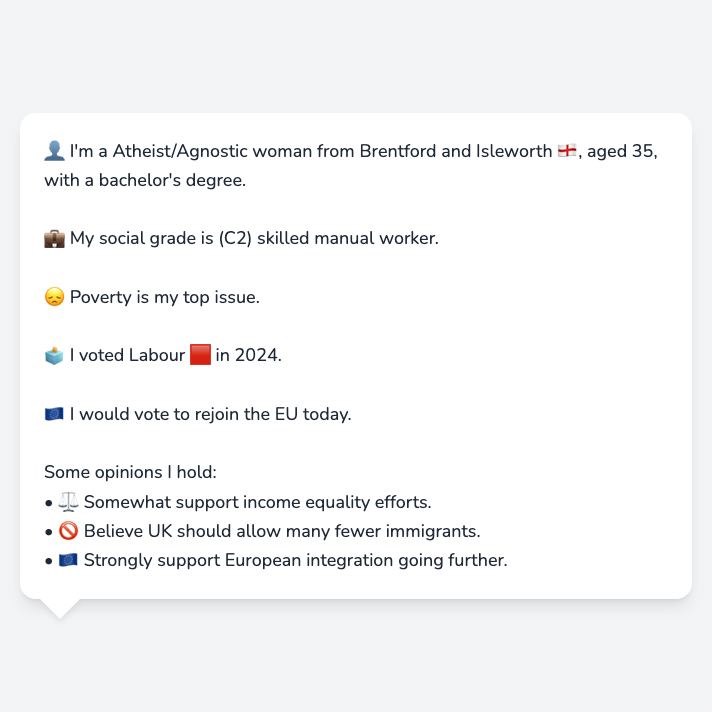 👤 I'm a Atheist/Agnostic woman from Brentford and Isleworth 🏴󠁧󠁢󠁥󠁮󠁧󠁿, aged 35,
with a bachelor's degree.
💼 My social grade is (C2) skilled manual worker.
😞 Poverty is my top issue.
🗳️ I voted Labour 🟥 in 2024.
🇪🇺 I would vote to rejoin the EU today.
Some opinions I hold:
• ⚖️ Somewhat support income equality efforts.
• 🚫 Believe UK should allow many fewer immigrants.
• 🇪🇺 Strongly support European integration going further.